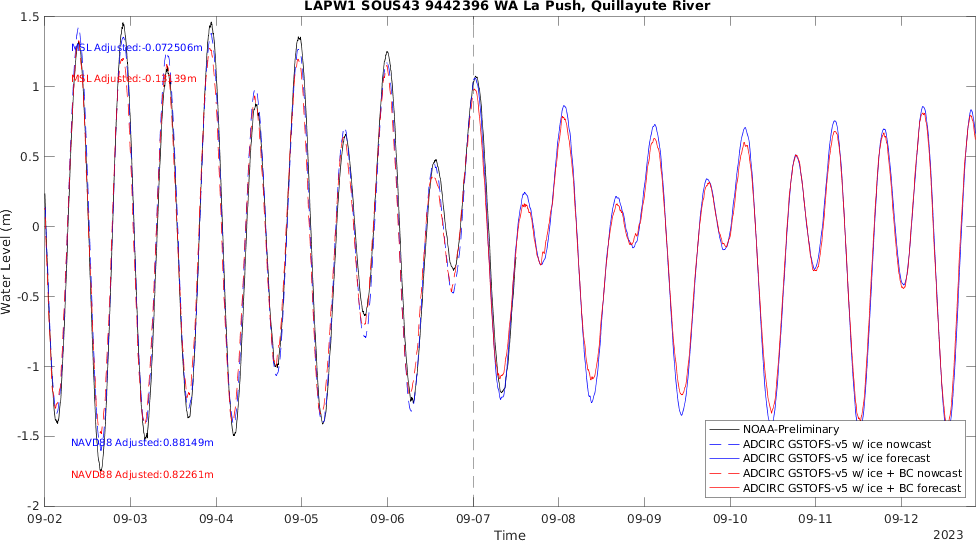 LAPW1 SOUS43 9442396 WA La Push, Quillayute River
1.5
1
0.5
0
-0.5
-1
-1.5
-2
Water Level (m)
MSL Adjusted:-0.072506m
MSL Adjusted:-0.13139m
NAVD88 Adjusted:0.88149m
NAVD88 Adjusted:0.82261m
NOAA-Preliminary
ADCIRC GSTOFS-v5 w/ ice nowcast
ADCIRC GSTOFS-v5 w/ ice forecast
ADCIRC GSTOFS-v5 w/ ice + BC nowcast
ADCIRC GSTOFS-v5 w/ ice + BC forecast
09-02 09-03 09-04 09-05 09-06 09-07 09-08 09-09 09-10 09-11 09-12
Time
2023